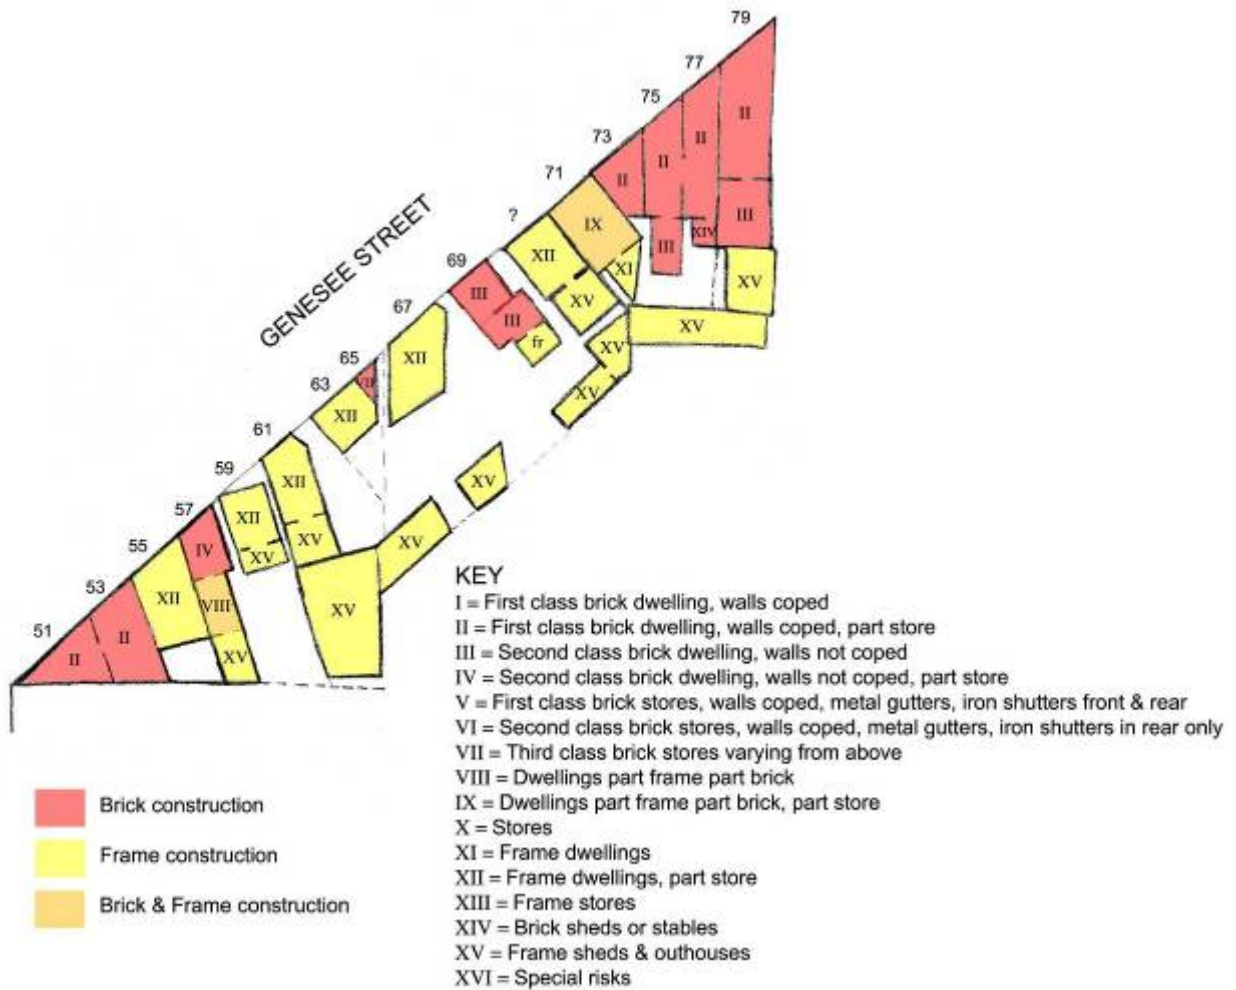 79
77
II
75
II
73
II
71
II
GENESEE STREET
?
IX
III
XIV
III
69
XII
XI
XV
III
XV
67
III
XV
fr
XV
65
XII
VII
XV
63
XII
61
XII
XV
59
XII
57
XV
XV
XV
55
IV
XV
53
XII
VIII
51
II
XV
II
KEY
I = First class brick dwelling, walls coped
II = First class brick dwelling, walls coped, part store
III = Second class brick dwelling, walls not coped
IV = Second class brick dwelling, walls not coped, part store
V = First class brick stores, walls coped, metal gutters, iron shutters front & rear
VI = Second class brick stores, walls coped, metal gutters, iron shutters in rear only
VII = Third class brick stores varying from above
VIII = Dwellings part frame part brick
IX = Dwellings part frame part brick, part store
X = Stores
XI = Frame dwellings
XII = Frame dwellings, part store
XIII = Frame stores
XIV = Brick sheds or stables
XV = Frame sheds & outhouses
XVI = Special risks
Brick construction
Frame construction
Brick & Frame construction